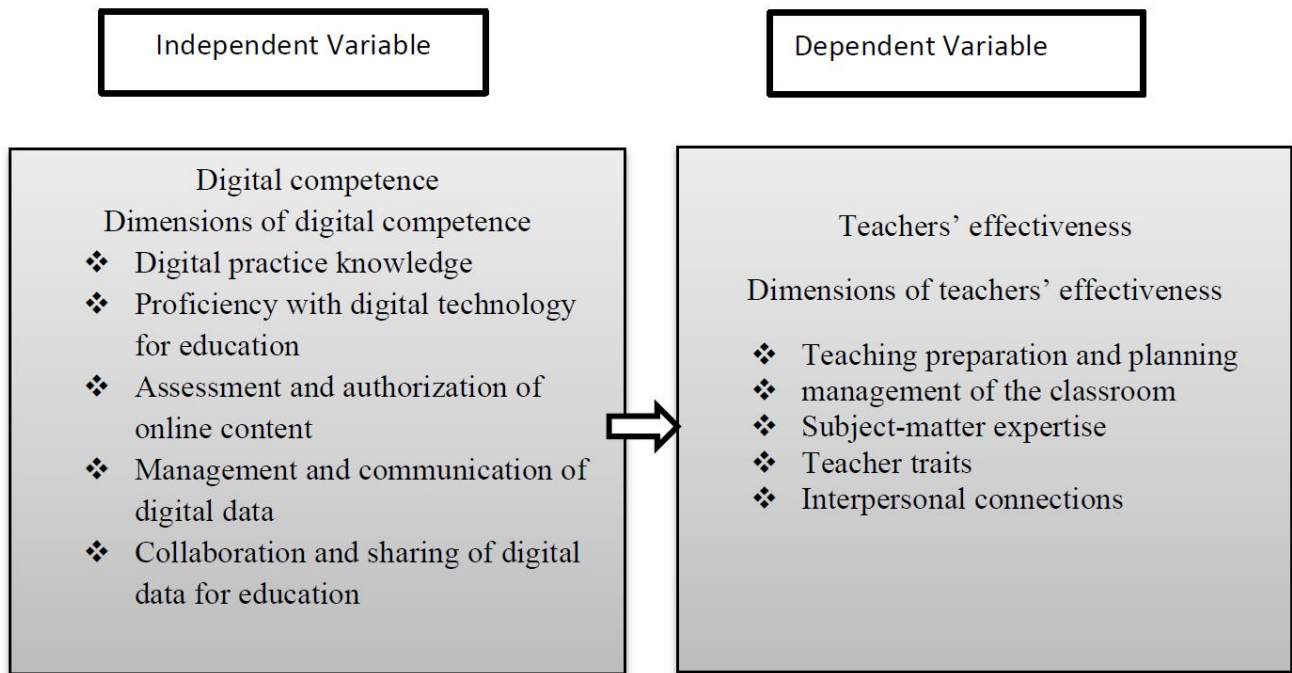 Independent Variable
Dependent Variable
Digital competence
Dimensions of digital competence
❖ Digital practice knowledge
❖ Proficiency with digital technology
for education
❖ Assessment and authorization of
online content
❖ Management and communication of
digital data
❖ Collaboration and sharing of digital
data for education
Teachers’ effectiveness
Dimensions of teachers’ effectiveness
❖ Teaching preparation and planning
❖ management of the classroom
❖ Subject-matter expertise
❖ Teacher traits
❖ Interpersonal connections